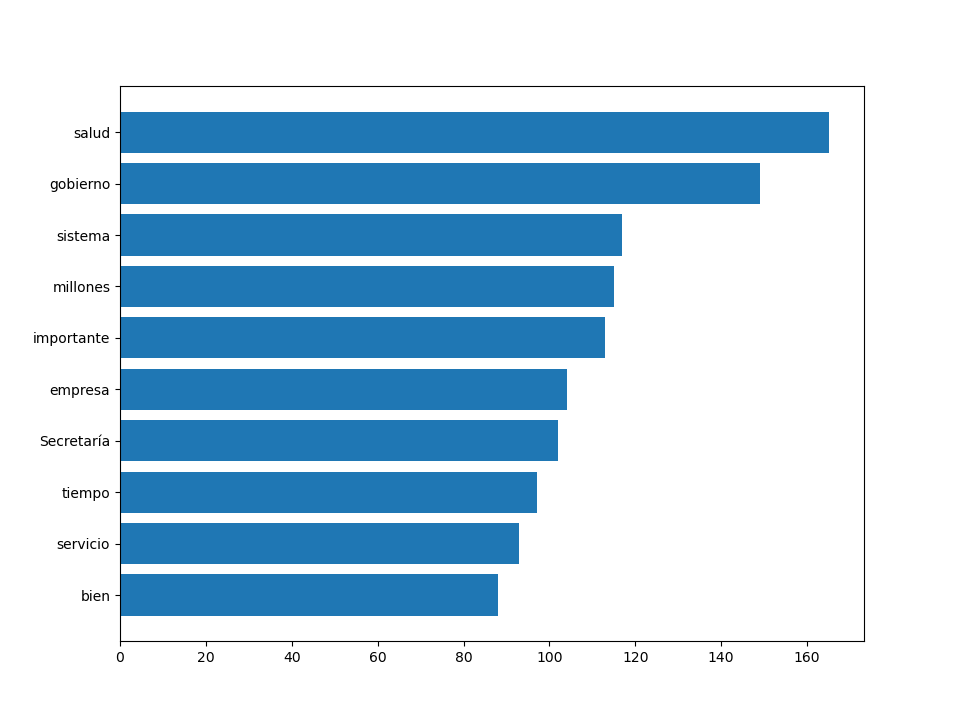 salud
gobierno
sistema
millones
importante
empresa
Secretaría
tiempo
servicio
bien
0 20 40 60 80 100 120 140 160